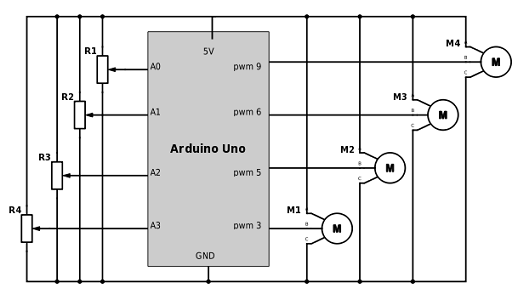 5V
M4
M
R1
A0
pwm 9
R2
A1
pwm 6
M3
M
Arduino Uno
R3
A2
pwm 5
M2
M
R4
A3
pwm 3
M1
M
GND